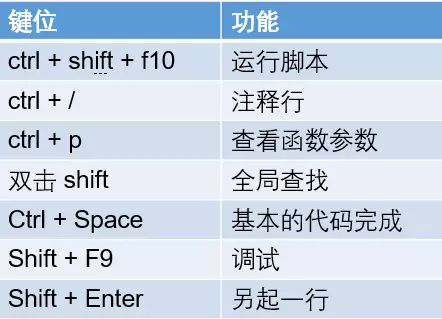 键位 功能
ctrl + shift + f10 运行脚本
ctrl + / 注释行
ctrl + p 查看函数参数
双击 shift 全局查找
Ctrl + Space 基本的代码完成
Shift + F9 调试
Shift + Enter 另起一行